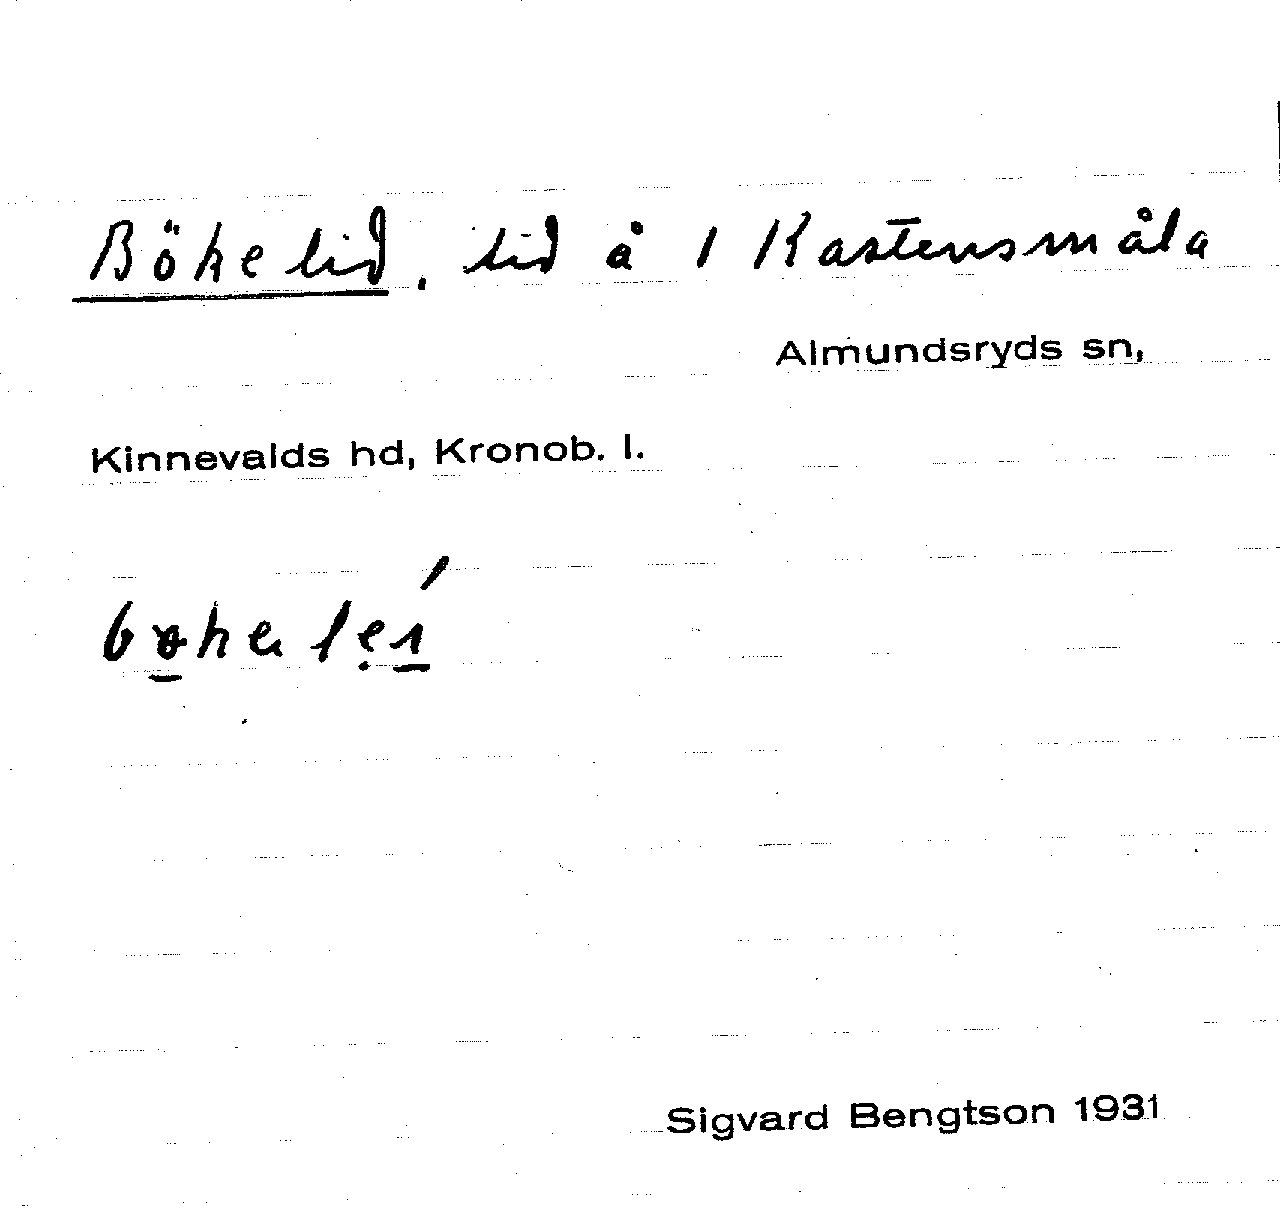 Bökelid, lid å 1 Kastensmåla
Almundsryds sn,
Kinnevalds hd, Kronob. l.
Sigvard Bengtson 1931